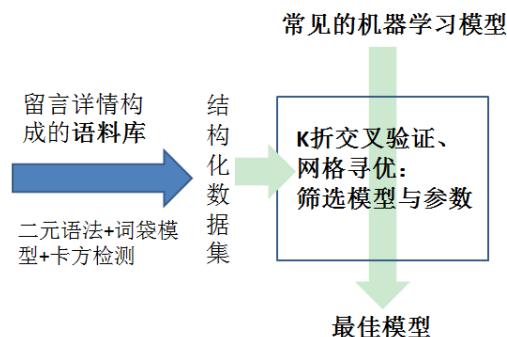 常见的机器学习模型
留言详情构
成的语料库
结
构
化
数
据
集
K折交叉验证、
网格寻优：
筛选模型与参数
二元语法+词袋模
型+卡方检测
最佳模型